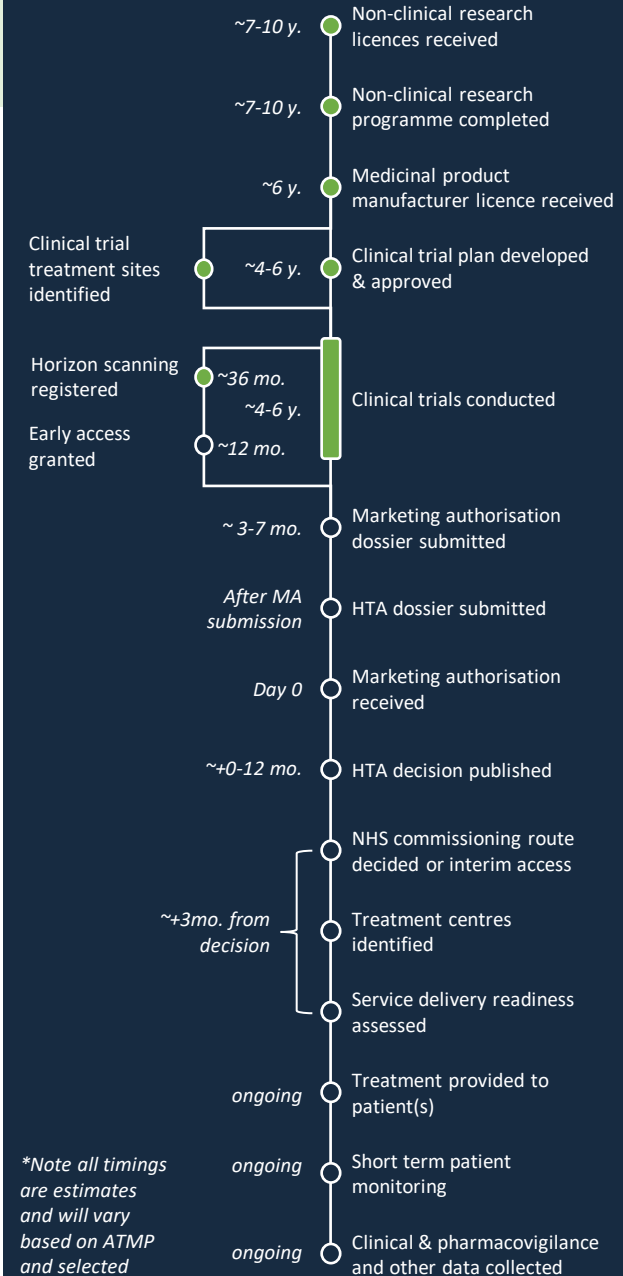 ~7-10 y.
Non-clinical research
licences received
~7-10 y.
Non-clinical research
programme completed
~6 y.
Medicinal product
manufacturer licence received
Clinical trial
treatment sites
identified
~4-6 y.
Clinical trial plan developed
& approved
Horizon scanning
registered
~36 mo.
~4-6 y.
Clinical trials conducted
Early access
granted
~12 mo.
~ 3-7 mo.
Marketing authorisation
dossier submitted
After MA
submission
HTA dossier submitted
Day 0
Marketing authorisation
received
~+0-12 mo.
HTA decision published
NHS commissioning route
decided or interim access
~+3mo. from
decision
Treatment centres
identified
Service delivery readiness
assessed
ongoing
Treatment provided to
patient(s)
ongoing
Short term patient
monitoring
ongoing
Clinical & pharmacovigilance
and other data collected
*Note all timings
are estimates
and will vary
based on ATMP
and selected